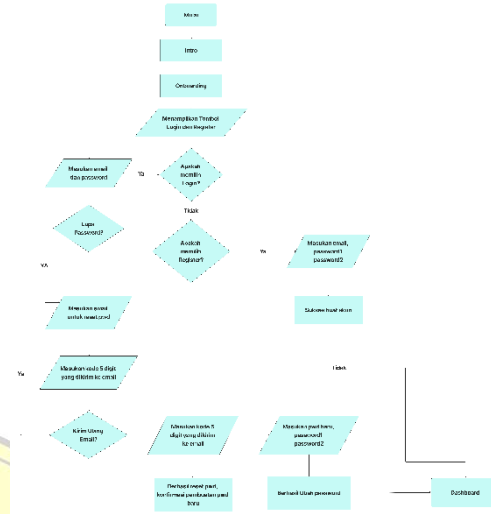 Mulai
Intro
Onboarding
Menampilkan Tombol
Login dan Register
Masukan email
dan password
Ya
Apakah
memilih
Login?
Tidak
Lupa
Password?
Apakah
memilih
Register?
Ya
Masukan email,
password1
password2
Ya
Masukan email
untuk reset pwd
Sukses buat akun
Ya
Masukan kode 5 digit
yang dikirim ke email
Tidak
Kirim Ulang
Email?
Masukan kode 5
digit yang dikirim
ke email
Masukan pwd baru,
password1
password2
Berhasil reset pwd,
konfirmasi pembuatan pwd
baru
Berhasil Ubah password
Dashboard